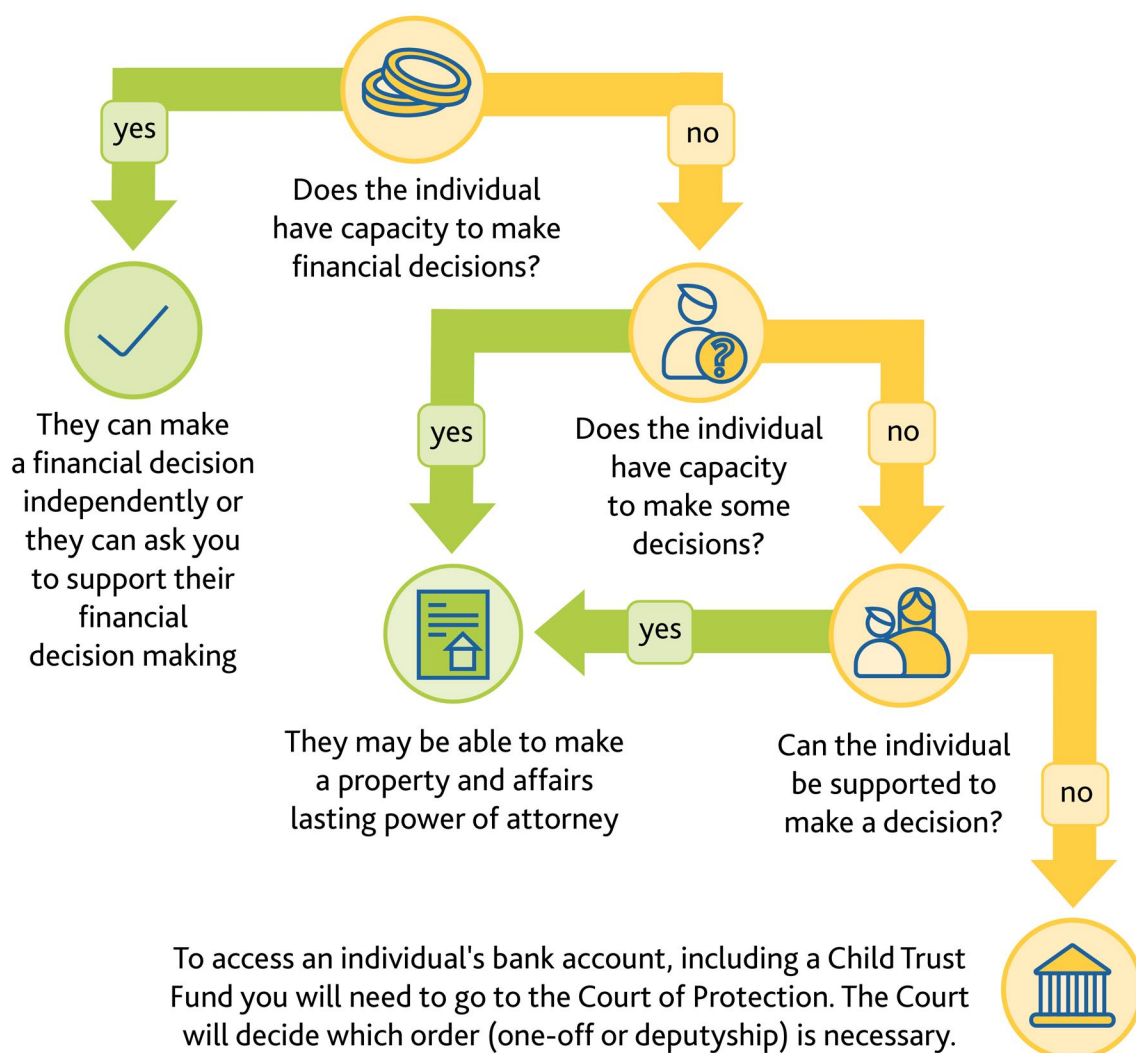 yes
no
Does the individual
have capacity to make
financial decisions?
They can make
a financial decision
independently or
they can ask you
to support their
financial
decision making
yes
Does the individual
have capacity
to make some
decisions?
no
?
yes
They may be able to make
a property and affairs
lasting power of attorney
Can the individual
be supported to
make a decision?
no
To access an individual's bank account, including a Child Trust
Fund you will need to go to the Court of Protection. The Court
will decide which order (one-off or deputyship) is necessary.